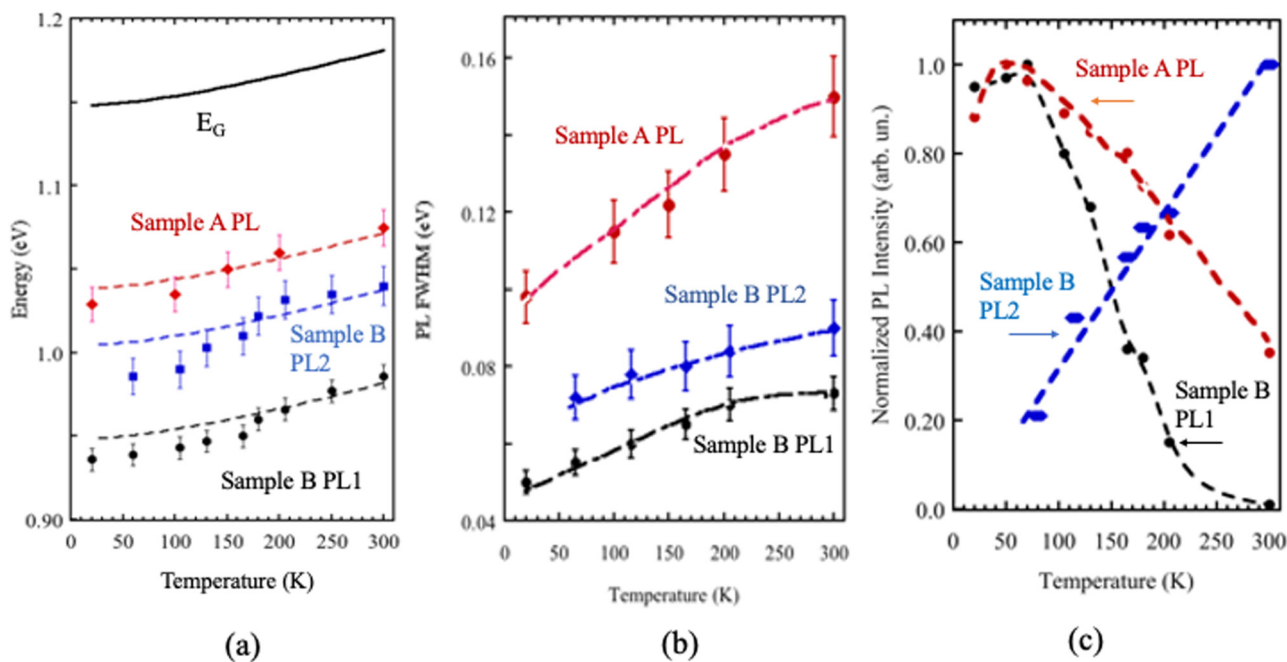 1.2
1.1
1.0
0.90
Energy (eV)
E_G
Sample A PL
Sample B
PL2
Sample B PL1
0
50
100
150
200
250
300
Temperature (K)
(a)
0.16
0.12
0.08
0.04
PL FWHM (eV)
Sample A PL
Sample B PL2
Sample B PL1
0
50
100
150
200
250
300
Temperature (K)
(b)
1.0
0.80
0.60
0.40
0.20
0.0
Normalized PL Intensity (arb. un.)
Sample A PL
Sample B
PL2
Sample B
PL1
0
50
100
150
200
250
300
Temperature (K)
(c)